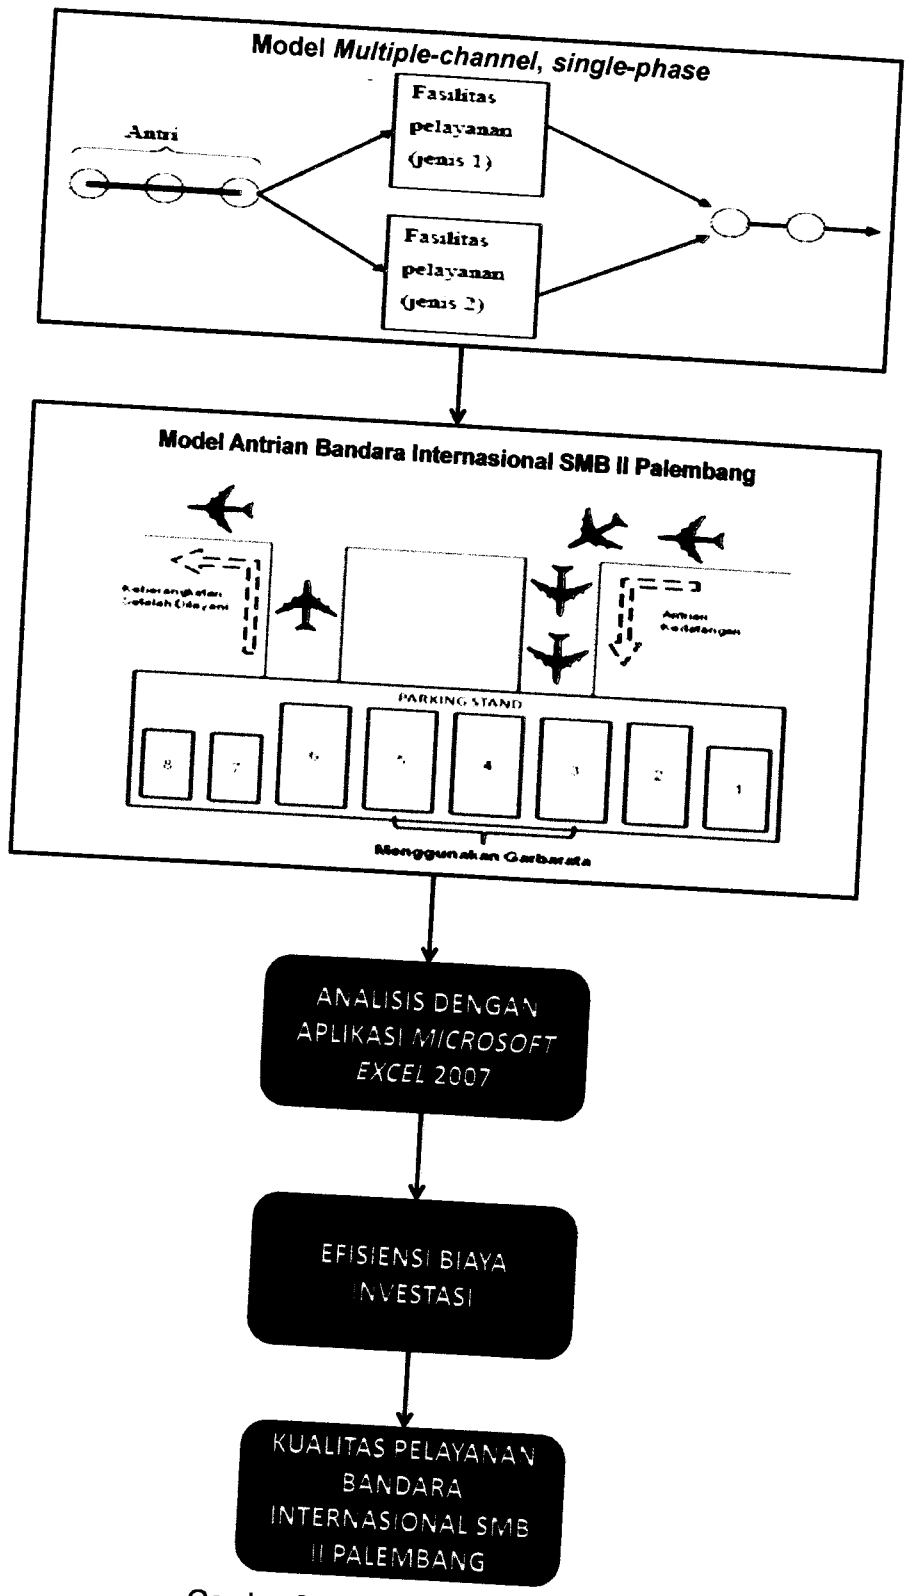 Model Multiple-channel, single-phase
Antri
Fasilitas
pelayanan
(jenis 1)
Fasilitas
pelayanan
(jenis 2)
Model Antrian Bandara Internasional SMB II Palembang
Keberangkatan
Setelah Dilayani
Antrian
Kedatangan
PARKING STAND
8 7 6 5 4 3 2 1
Menggunakan Garbarata
ANALISIS DENGAN
APLIKASI MICROSOFT
EXCEL 2007
EFISIENSI BIAYA
INVESTASI
KUALITAS PELAYANAN
BANDARA
INTERNASIONAL SMB
II PALEMBANG